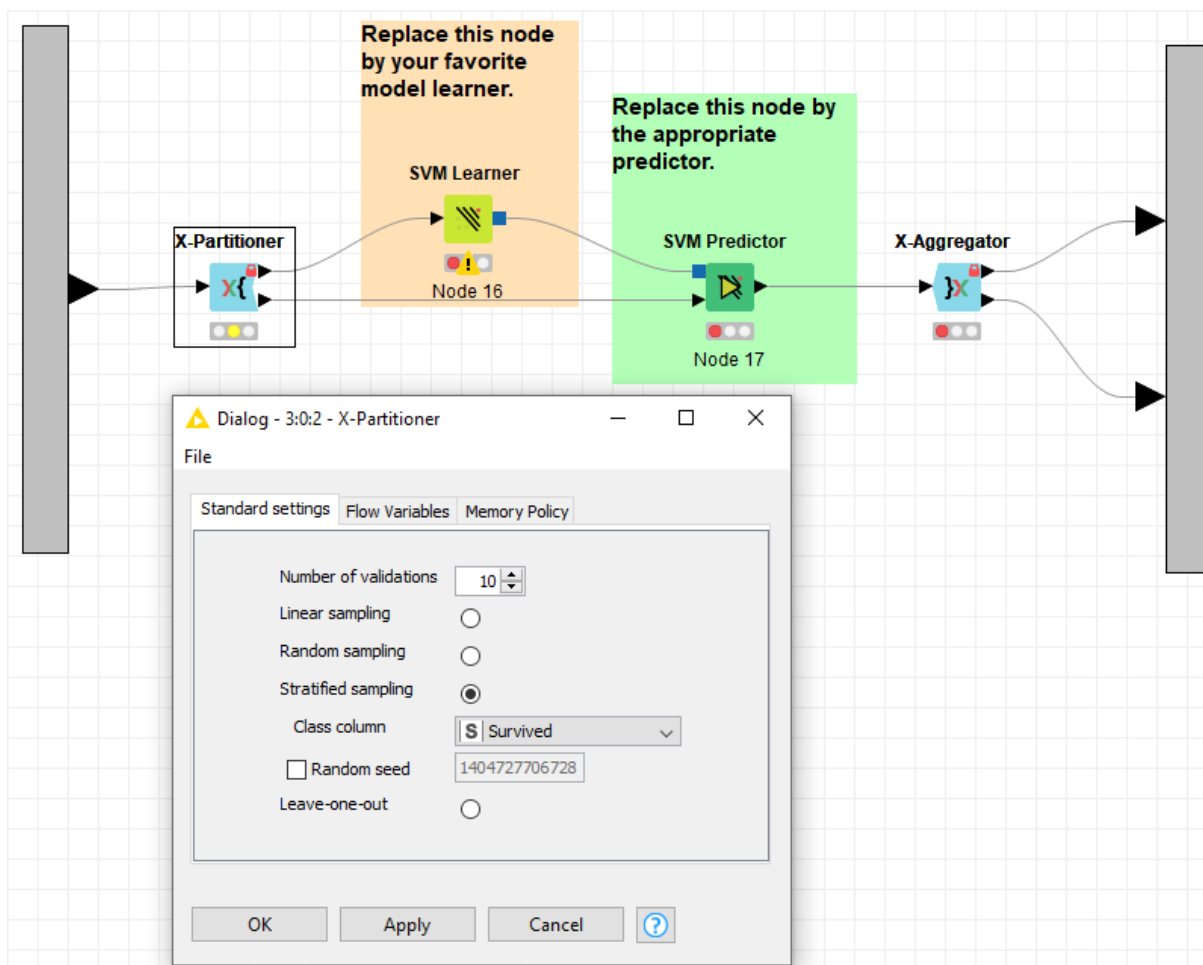 Replace this node
by your favorite
model learner.
Replace this node by
the appropriate
predictor.
SVM Learner
X-Partitioner
SVM Predictor
X-Aggregator
X{
}X
Node 16
Node 17
Dialog - 3:0:2 - X-Partitioner
File
Standard settings Flow Variables Memory Policy
Number of validations 10
Linear sampling
Random sampling
Stratified sampling
Class column S Survived
Random seed 1404727706728
Leave-one-out
OK Apply Cancel ?